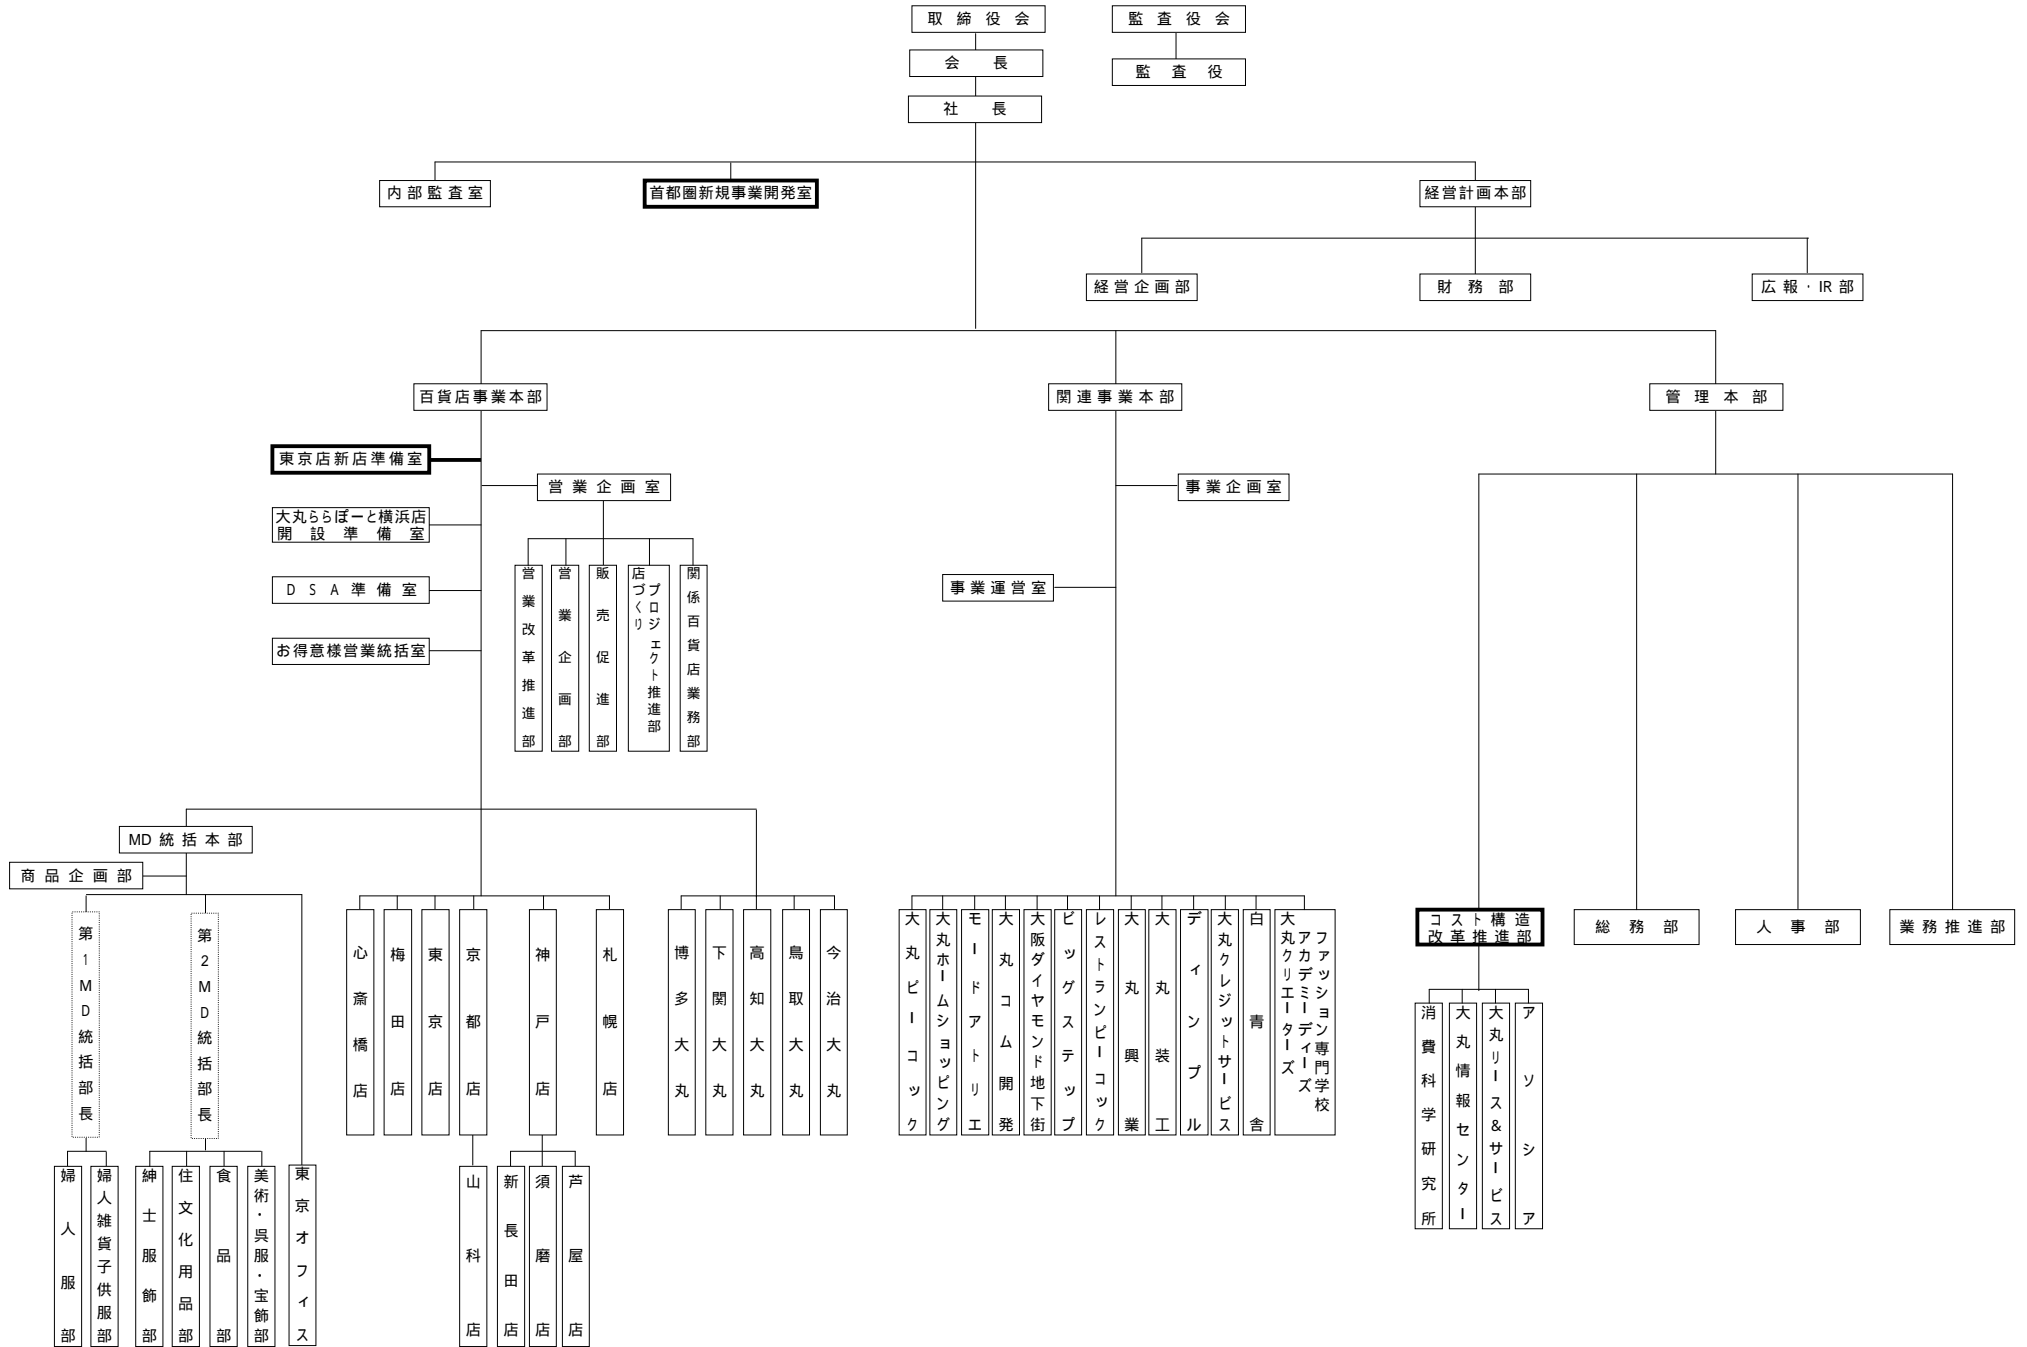 取締役会
監査役会
会長
監査役
社長
内部監査室
首都圏新規事業開発室
経営計画本部
経営企画部
財務部
広報・IR部
百貨店事業本部
関連事業本部
管理本部
東京店新店準備室
営業企画室
事業企画室
大丸ららぽーと横浜店
開設準備室
DSA準備室
事業運営室
お得意様営業統括室
営業改革推進部
営業企画部
販売促進部
店づくり
プロジェクト推進部
関係百貨店業務部
MD統括本部
商品企画部
第1MD統括部長
第2MD統括部長
心斎橋店
梅田店
東京店
京都店
神戸店
札幌店
博多大丸
下関大丸
高知大丸
鳥取大丸
今治大丸
大丸ピーコック
大丸ホームショッピング
モードアトリエ
大丸コム開発
大阪ダイヤモンド地下街
ビッグステップ
レストランピーコック
大丸興業
大丸装工
ディンプル
大丸クレジットサービス
白青舎
大丸クリエーターズ
アカデミーディーズ
ファッション専門学校
コスト構造
改革推進部
総務部
人事部
業務推進部
消費科学研究所
大丸情報センター
大丸リース&サービス
アソシア
婦人服部
婦人雑貨子供服部
紳士服飾部
住文化用品部
食品部
美術・呉服・宝飾部
東京オフィス
山科店
新長田店
須磨店
芦屋店